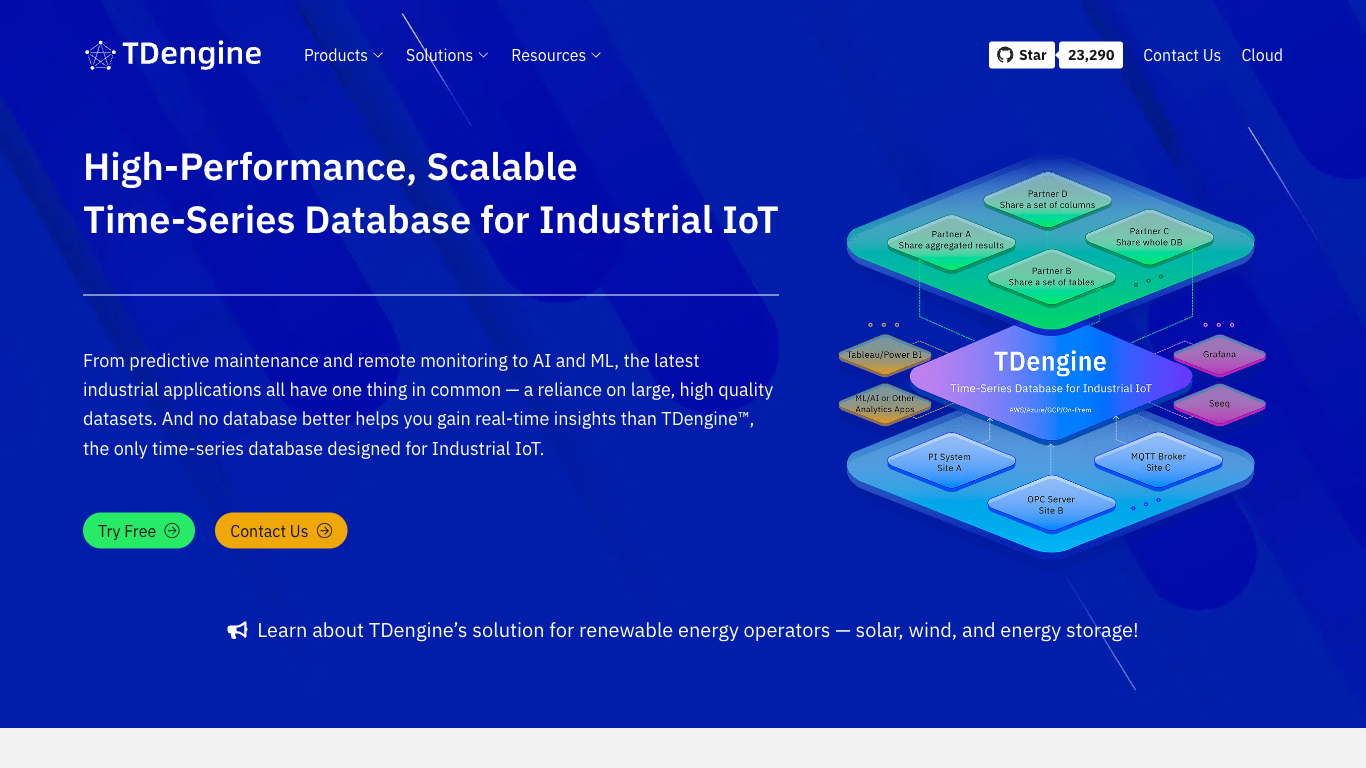 TDengine
Products
Solutions
Resources
Star
23,290
Contact Us
Cloud
High-Performance, Scalable
Time-Series Database for Industrial IoT
From predictive maintenance and remote monitoring to AI and ML, the latest
industrial applications all have one thing in common — a reliance on large, high quality
datasets. And no database better helps you gain real-time insights than TDengine™,
the only time-series database designed for Industrial IoT.
Try Free
Contact Us
Partner D
Share a set of columns
Partner A
Share aggregated results
Partner C
Share whole DB
Partner B
Share a set of tables
Tableau/Power BI
ML/AI or Other
Analytics Apps
TDengine
Time-Series Database for Industrial IoT
AWS/Azure/GCP/On-Prem
Grafana
Seeq
PI System
Site A
MQTT Broker
Site C
OPC Server
Site B
Learn about TDengine’s solution for renewable energy operators — solar, wind, and energy storage!